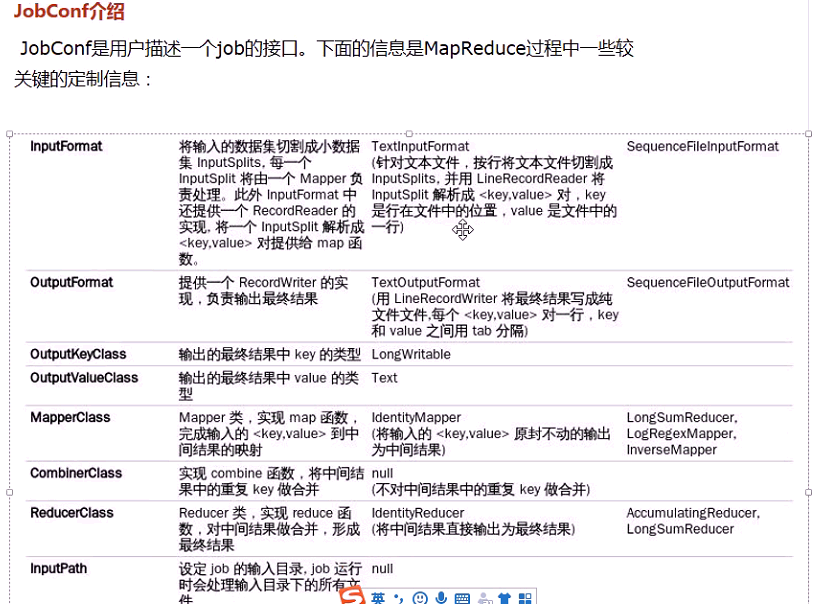 JobConf介绍
JobConf是用户描述一个job的接口。下面的信息是MapReduce过程中一些较
关键的定制信息：
InputFormat
将输入的数据集切割成小数据
集 InputSplits, 每一个
InputSplit 将由一个 Mapper 负
责处理。此外 InputFormat 中
还提供一个 RecordReader 的
实现, 将一个 InputSplit 解析成
<key,value> 对提供给 map 函
数。
TextInputFormat
(针对文本文件，按行将文本文件切割成
InputSplits, 并用 LineRecordReader 将
InputSplit 解析成 <key,value> 对，key
是行在文件中的位置，value 是文件中的
一行)
SequenceFileInputFormat
OutputFormat
提供一个 RecordWriter 的实
现，负责输出最终结果
TextOutputFormat
(用 LineRecordWriter 将最终结果写成纯
文件文件,每个 <key,value> 对一行，key
和 value 之间用 tab 分隔)
SequenceFileOutputFormat
OutputKeyClass
输出的最终结果中 key 的类型
LongWritable
OutputValueClass
输出的最终结果中 value 的类
型
Text
MapperClass
Mapper 类，实现 map 函数，
完成输入的 <key,value> 到中
间结果的映射
IdentityMapper
(将输入的 <key,value> 原封不动的输出
为中间结果)
LongSumReducer,
LogRegexMapper,
InverseMapper
CombinerClass
实现 combine 函数，将中间结
果中的重复 key 做合并
null
(不对中间结果中的重复 key 做合并)
ReducerClass
Reducer 类，实现 reduce 函
数，对中间结果做合并，形成
最终结果
IdentityReducer
(将中间结果直接输出为最终结果)
AccumulatingReducer,
LongSumReducer
InputPath
设定 job 的输入目录, job 运行
时会处理输入目录下的所有文
件
null
英